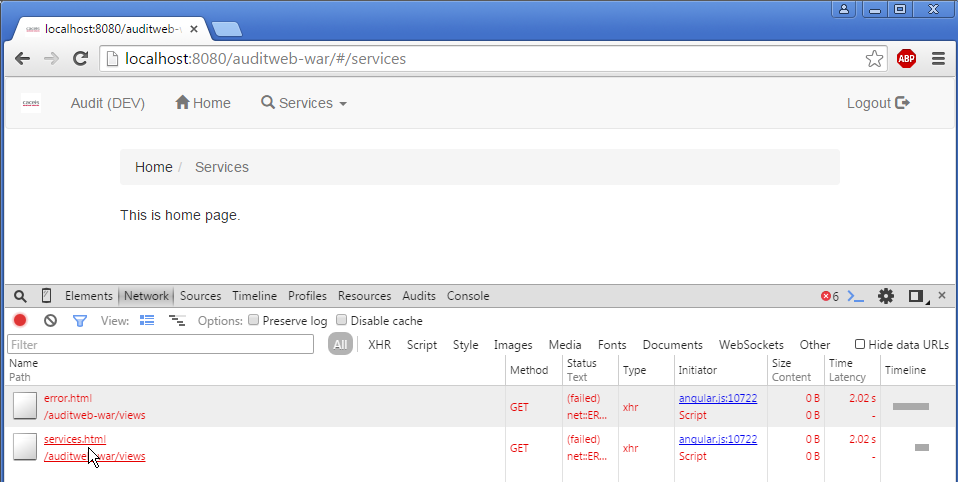 localhost:8080/auditweb-
localhost:8080/auditweb-war/#/services
ABP
Audit (DEV) Home Services Logout
Home / Services
This is home page.
Elements Network Sources Timeline Profiles Resources Audits Console 6
View: Options: Preserve log Disable cache
Filter All XHR Script Style Images Media Fonts Documents WebSockets Other Hide data URLs
Name Method Status Type Initiator Size Time Timeline
Path Text Content Latency
error.html GET (failed) xhr angular.js:10722 0 B 2.02 s
/auditweb-war/views net::ER... Script 0 B -
services.html GET (failed) xhr angular.js:10722 0 B 2.02 s
/auditweb-war/views net::ER... Script 0 B -